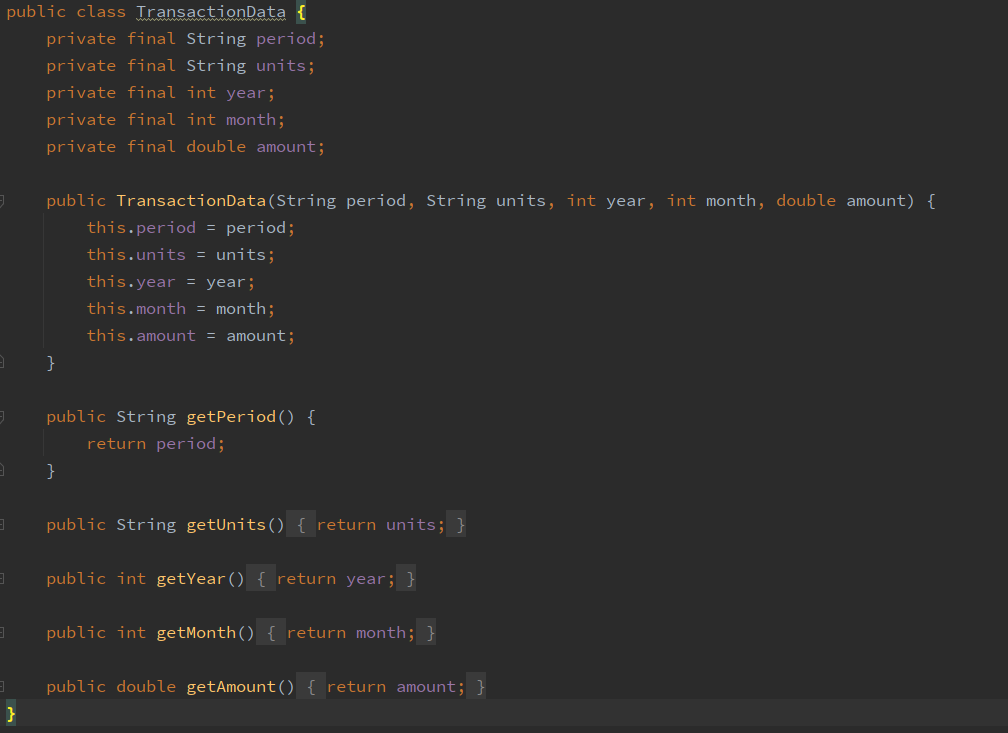 public class TransactionData {
    private final String period;
    private final String units;
    private final int year;
    private final int month;
    private final double amount;

    public TransactionData(String period, String units, int year, int month, double amount) {
        this.period = period;
        this.units = units;
        this.year = year;
        this.month = month;
        this.amount = amount;
    }

    public String getPeriod() {
        return period;
    }

    public String getUnits() { return units; }

    public int getYear() { return year; }

    public int getMonth() { return month; }

    public double getAmount() { return amount; }
}